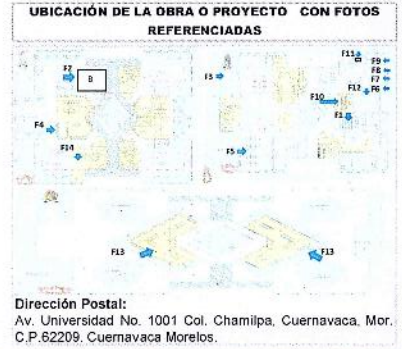 UBICACIÓN DE LA OBRA O PROYECTO CON FOTOS
REFERENCIADAS
F2
B
F4
F14
F3
F5
F11
F9
F8
F7
F10
F12
F6
F1
F13
F13
Dirección Postal:
Av. Universidad No. 1001 Col. Chamilpa, Cuernavaca, Mor.
C.P.62209. Cuernavaca Morelos.